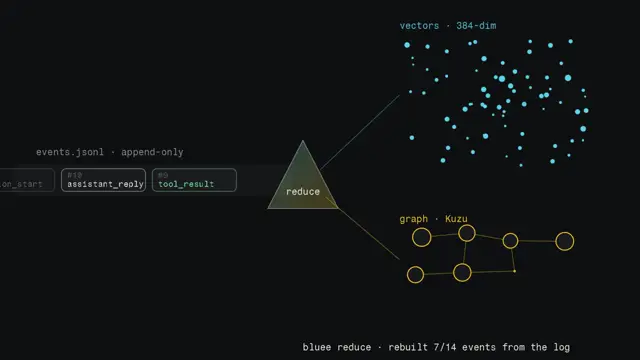 vectors · 384-dim
events.jsonl · append-only
#10
assistant_reply
tool_result
reduce
graph · Kuzu
bluee reduce · rebuilt 7/14 events from the log